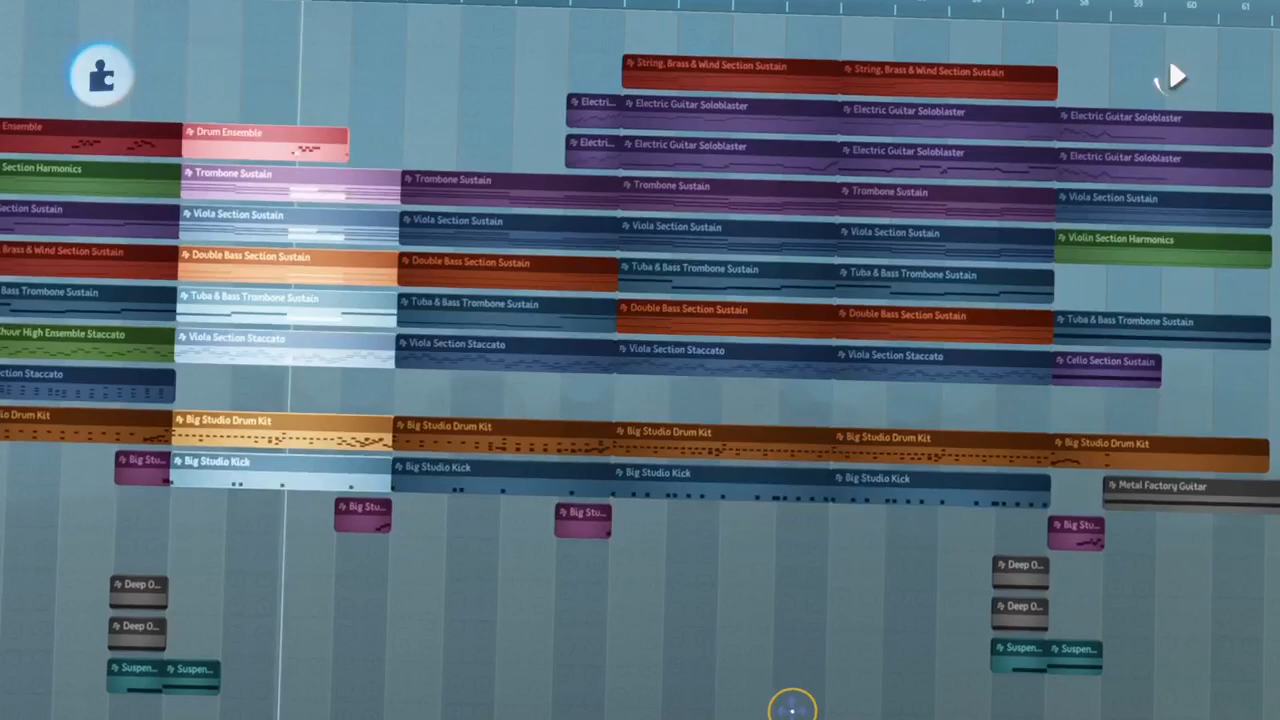 58 59 60 61
String, Brass & Wind Section Sustain String, Brass & Wind Section Sustain
Electri... Electric Guitar Soloblaster Electric Guitar Soloblaster Electric Guitar Soloblaster
Ensemble Drum Ensemble
Electri... Electric Guitar Soloblaster Electric Guitar Soloblaster Electric Guitar Soloblaster
Section Harmonics Trombone Sustain Trombone Sustain Trombone Sustain Trombone Sustain Viola Section Sustain
Section Sustain Viola Section Sustain Viola Section Sustain Viola Section Sustain Viola Section Sustain Violin Section Harmonics
Brass & Wind Section Sustain Double Bass Section Sustain Double Bass Section Sustain Tuba & Bass Trombone Sustain Tuba & Bass Trombone Sustain
Bass Trombone Sustain Tuba & Bass Trombone Sustain Tuba & Bass Trombone Sustain Double Bass Section Sustain Double Bass Section Sustain Tuba & Bass Trombone Sustain
High Ensemble Staccato Viola Section Staccato Viola Section Staccato Viola Section Staccato Viola Section Staccato Cello Section Sustain
ction Staccato
io Drum Kit Big Studio Drum Kit Big Studio Drum Kit Big Studio Drum Kit Big Studio Drum Kit Big Studio Drum Kit
Big Stu... Big Studio Kick Big Studio Kick Big Studio Kick Big Studio Kick Metal Factory Guitar
Big Stu... Big Stu... Big Stu...
Deep O... Deep O...
Deep O... Deep O...
Suspen... Suspen... Suspen... Suspen...